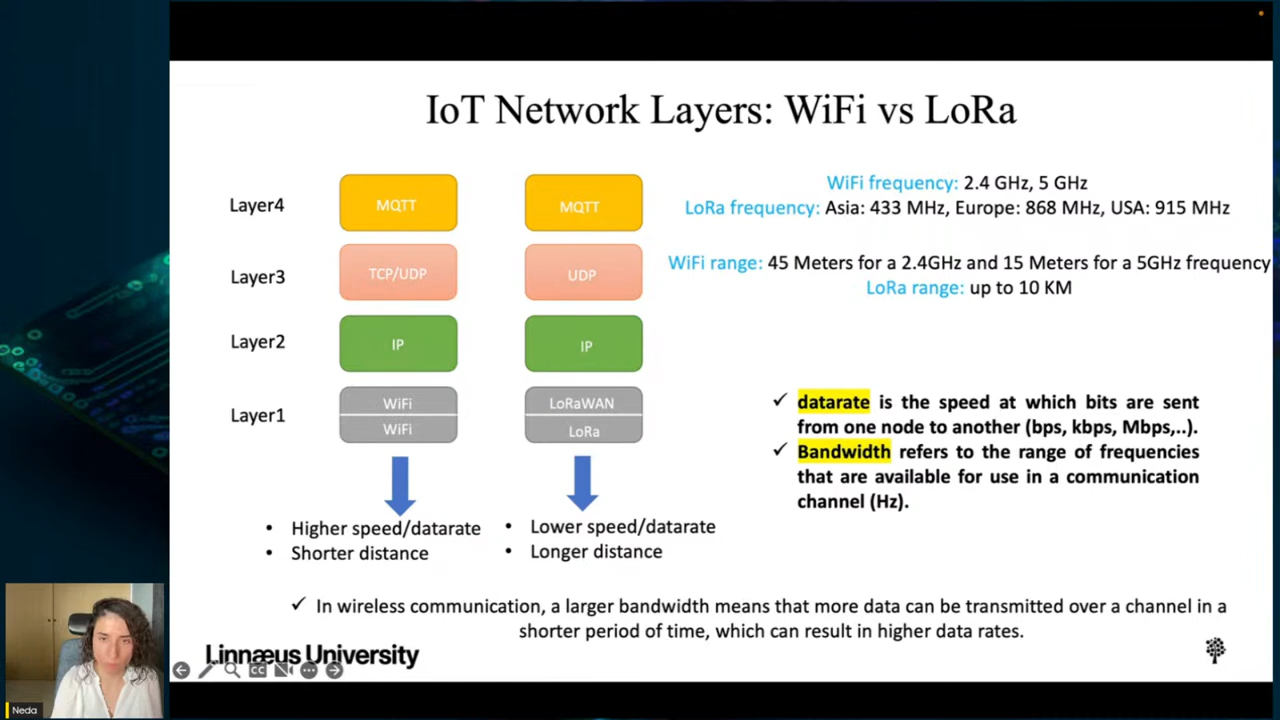 IoT Network Layers: WiFi vs LoRa
Layer4
MQTT
MQTT
Layer3
TCP/UDP
UDP
Layer2
IP
IP
Layer1
WiFi
WiFi
LoRaWAN
LoRa
• Higher speed/datarate
• Shorter distance
• Lower speed/datarate
• Longer distance
WiFi frequency: 2.4 GHz, 5 GHz
LoRa frequency: Asia: 433 MHz, Europe: 868 MHz, USA: 915 MHz
WiFi range: 45 Meters for a 2.4GHz and 15 Meters for a 5GHz frequency
LoRa range: up to 10 KM
✓ datarate is the speed at which bits are sent
from one node to another (bps, kbps, Mbps,..).
✓ Bandwidth refers to the range of frequencies
that are available for use in a communication
channel (Hz).
✓ In wireless communication, a larger bandwidth means that more data can be transmitted over a channel in a
shorter period of time, which can result in higher data rates.
Linnæus University
CC
Neda